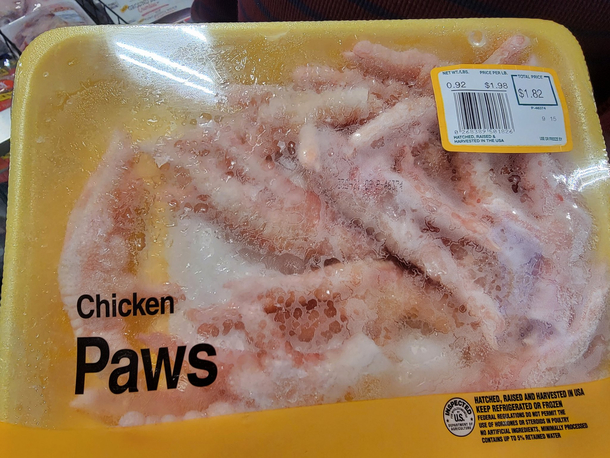 NET WT/LBS. PRICE PER LB. TOTAL PRICE
0.92 $1.98 $1.82
HATCHED, RAISED &
HARVESTED IN THE USA
Chicken
Paws
INSPECTED
U.S.
DEPARTMENT OF
AGRICULTURE
HATCHED, RAISED AND HARVESTED IN USA
KEEP REFRIGERATED OR FROZEN
FEDERAL REGULATIONS DO NOT PERMIT THE
USE OF HORMONES OR STEROIDS IN POULTRY
NO ARTIFICIAL INGREDIENTS, MINIMALLY PROCESSED
CONTAINS UP TO 5% RETAINED WATER